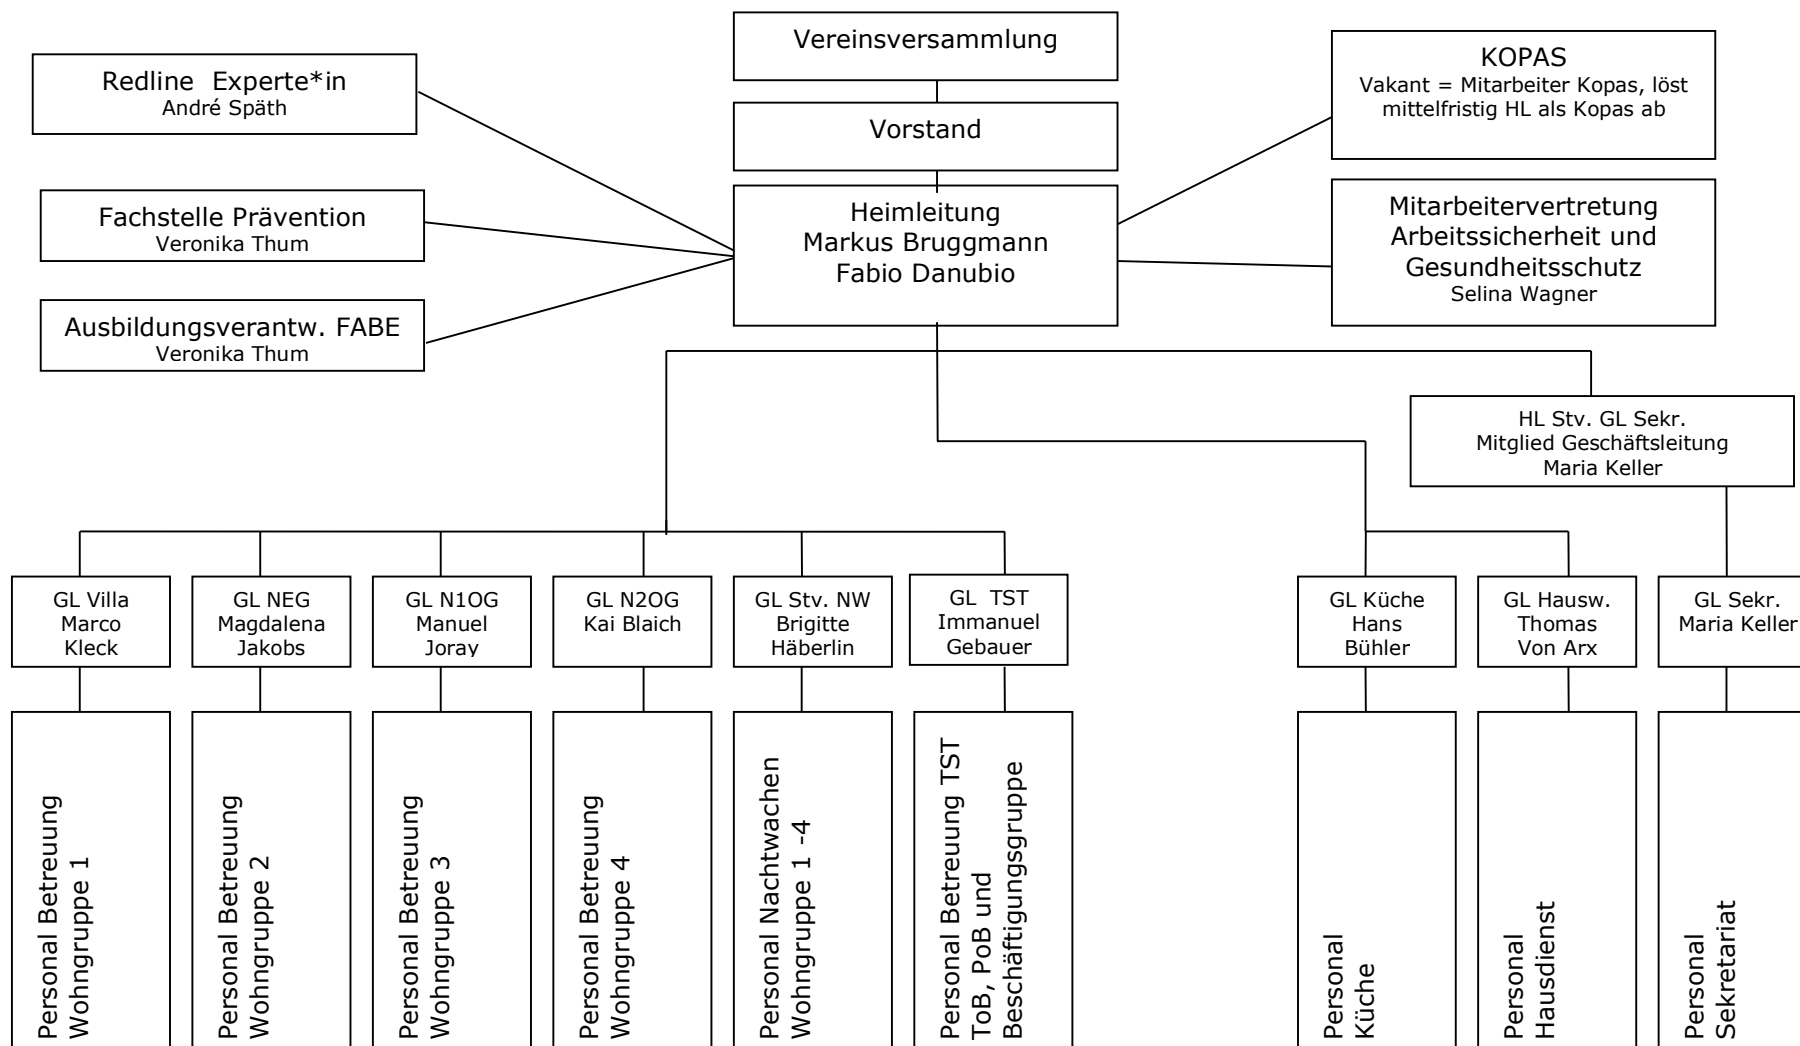 Vereinsversammlung
Redline Experte*in
André Späth
KOPAS
Vakant = Mitarbeiter Kopas, löst
mittelfristig HL als Kopas ab
Vorstand
Fachstelle Prävention
Veronika Thum
Heimleitung
Markus Bruggmann
Fabio Danubio
Mitarbeitervertretung
Arbeitssicherheit und
Gesundheitsschutz
Selina Wagner
Ausbildungsverantw. FABE
Veronika Thum
HL Stv. GL Sekr.
Mitglied Geschäftsleitung
Maria Keller
GL Villa
Marco
Kleck
GL NEG
Magdalena
Jakobs
GL N1OG
Manuel
Joray
GL N2OG
Kai Blaich
GL Stv. NW
Brigitte
Häberlin
GL TST
Immanuel
Gebauer
GL Küche
Hans
Bühler
GL Hausw.
Thomas
Von Arx
GL Sekr.
Maria Keller
Personal Betreuung
Wohngruppe 1
Personal Betreuung
Wohngruppe 2
Personal Betreuung
Wohngruppe 3
Personal Betreuung
Wohngruppe 4
Personal Nachtwachen
Wohngruppe 1 -4
Personal Betreuung TST
ToB, PoB und
Beschäftigungsgruppe
Personal
Küche
Personal
Hausdienst
Personal
Sekretariat